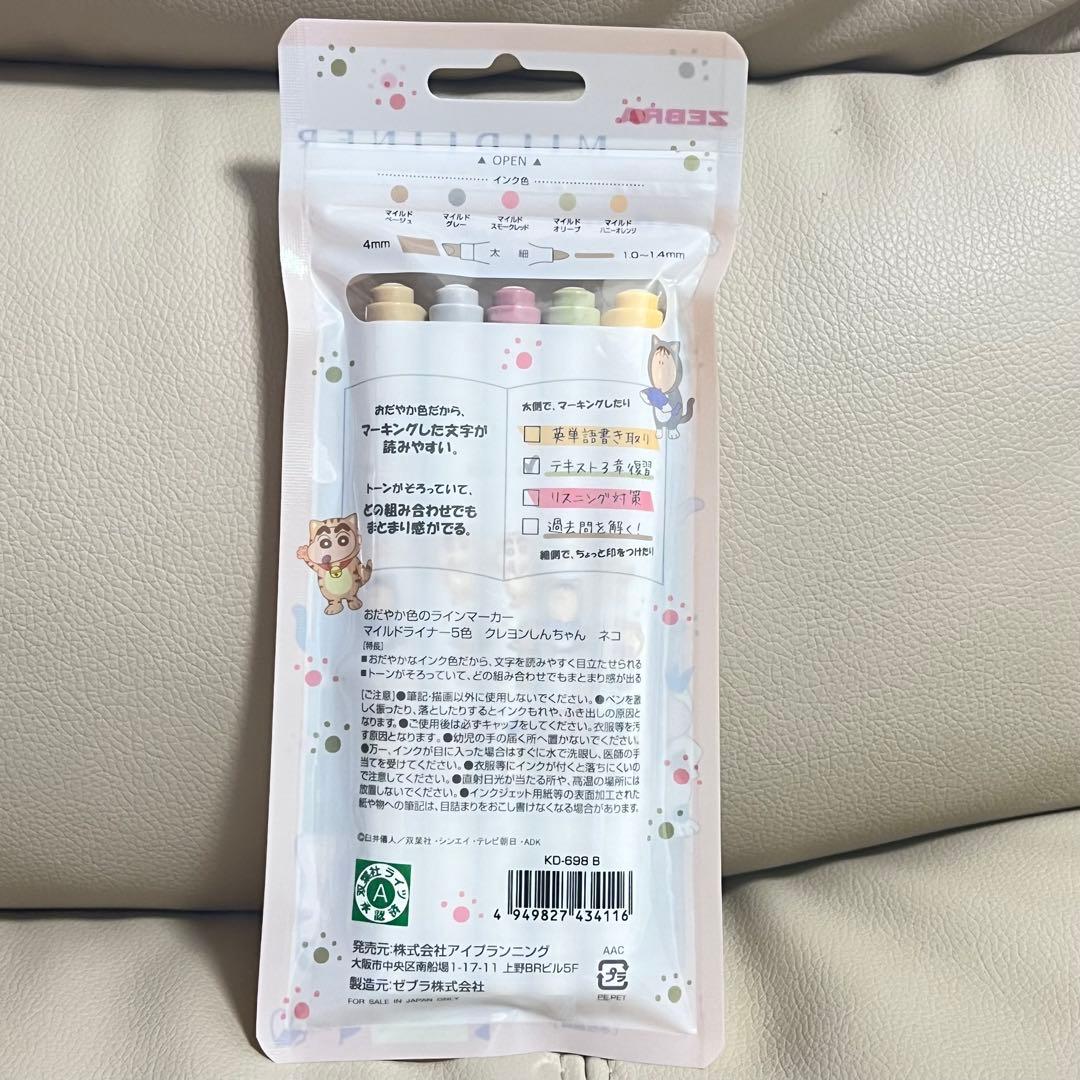 ZEBRA
MILDLINER
▲ OPEN ▲
インク色
マイルド
ベージュ
マイルド
グレー
マイルド
スモークレッド
マイルド
オリーブ
マイルド
ハニーオレンジ
4mm
太 細
1.0〜1.4mm
おだやか色だから、
マーキングした文字が
読みやすい。
トーンがそろっていて、
どの組み合わせでも
まとまり感がでる。
太側で、マーキングしたり
英単語書き取り
テキスト3章復習
リスニング対策
過去問を解く!
細側で、ちょっと印をつけたり
おだやか色のラインマーカー
マイルドライナー5色 クレヨンしんちゃん ネコ
[特長]
■おだやかなインク色だから、文字を読みやすく目立たせられる
■トーンがそろっていて、どの組み合わせでもまとまり感が出る
[ご注意]●筆記・描画以外に使用しないでください。●ペンを激
しく振ったり、落としたりするとインクもれや、ふき出しの原因と
なります。●ご使用後は必ずキャップをしてください。衣服等を汚
す原因となります。●幼児の手の届く所へ置かないでください。
●万一、インクが目に入った場合はすぐに水で洗眼し、医師の手
当てを受けてください。●衣服等にインクが付くと落ちにくいの
で注意してください。●直射日光が当たる所や、高温の場所には
放置しないでください。●インクジェット用紙等の表面加工された
紙や物への筆記は、目詰まりをおこし書けなくなる場合があります。
©臼井儀人/双葉社・シンエイ・テレビ朝日・ADK
KD-698 B
双葉社ライツ
A
4 949827 434116
発売元:株式会社アイプランニング
大阪市中央区南船場1-17-11 上野BRビル5F
製造元:ゼブラ株式会社
FOR SALE IN JAPAN ONLY
AAC
プラ
PE,PET